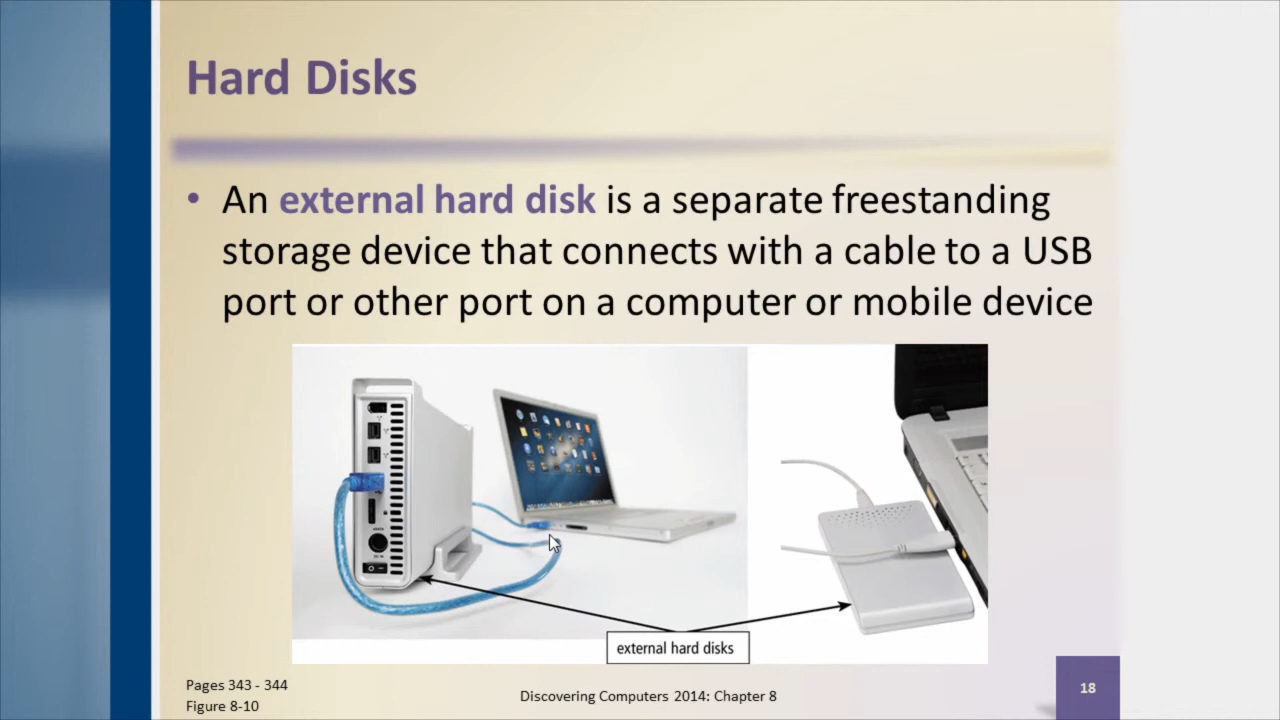 Hard Disks
• An external hard disk is a separate freestanding
storage device that connects with a cable to a USB
port or other port on a computer or mobile device
external hard disks
Pages 343 - 344
Figure 8-10
Discovering Computers 2014: Chapter 8
18